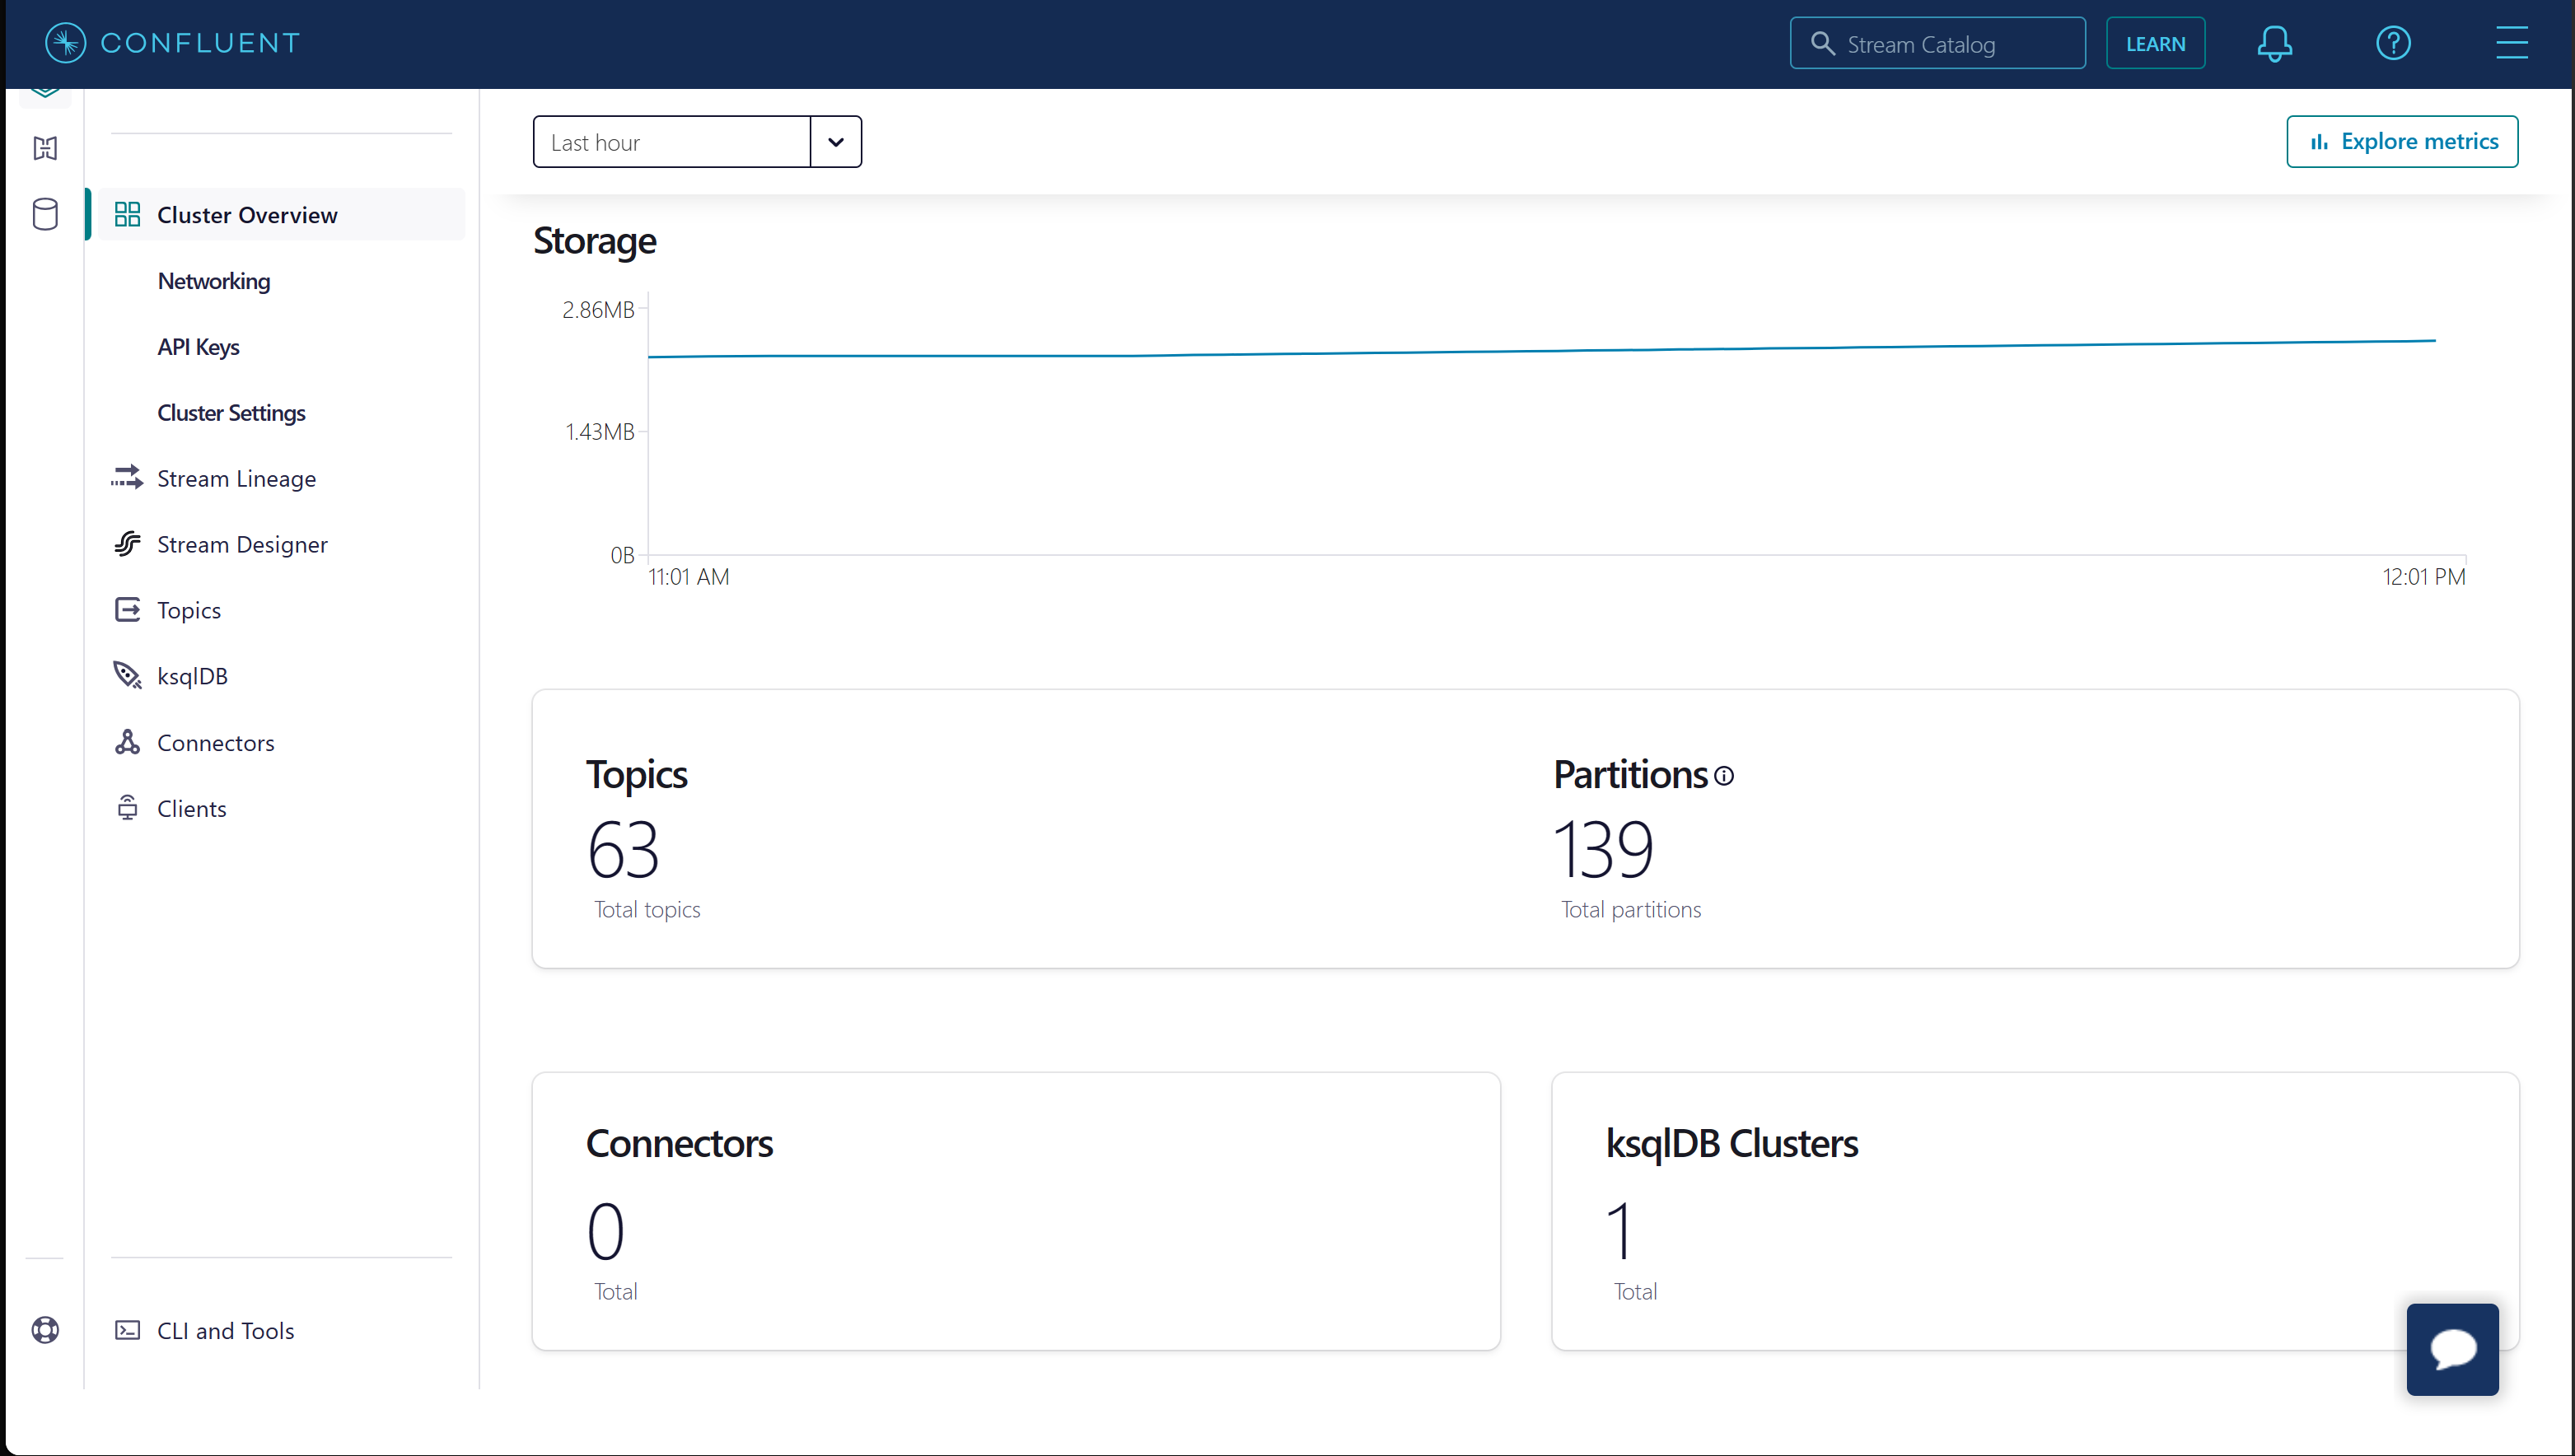 CONFLUENT
Stream Catalog
LEARN
Last hour
Explore metrics
Cluster Overview
Networking
API Keys
Cluster Settings
Stream Lineage
Stream Designer
Topics
ksqlDB
Connectors
Clients
CLI and Tools
Storage
2.86MB
1.43MB
0B
11:01 AM 12:01 PM
Topics
63
Total topics
Partitions
139
Total partitions
Connectors
0
Total
ksqlDB Clusters
1
Total